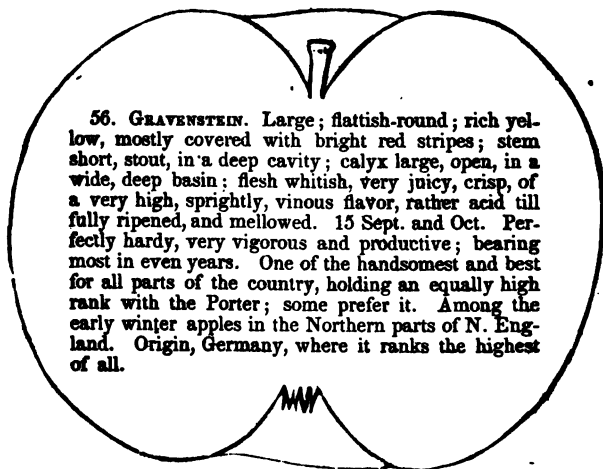 56. GRAVENSTEIN. Large; flattish-round; rich yel-
low, mostly covered with bright red stripes; stem
short, stout, in a deep cavity; calyx large, open, in a
wide, deep basin; flesh whitish, very juicy, crisp, of
a very high, sprightly, vinous flavor, rather acid till
fully ripened, and mellowed. 15 Sept. and Oct. Per-
fectly hardy, very vigorous and productive; bearing
most in even years. One of the handsomest and best
for all parts of the country, holding an equally high
rank with the Porter; some prefer it. Among the
early winter apples in the Northern parts of N. Eng-
land. Origin, Germany, where it ranks the highest
of all.